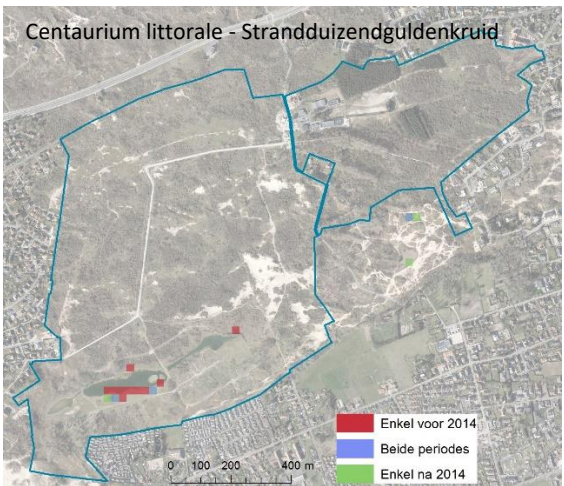 Centaurium littorale - Strandduizendguldenkruid
Enkel voor 2014
Beide periodes
Enkel na 2014
0 100 200 400 m